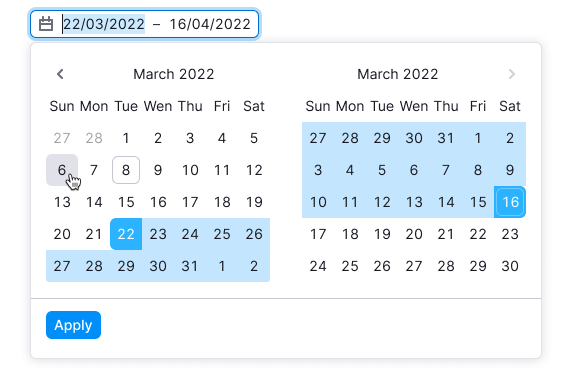 22/03/2022 – 16/04/2022
March 2022
Sun Mon Tue Wen Thu Fri Sat
27 28 1 2 3 4 5
6 7 8 9 10 11 12
13 14 15 16 17 18 19
20 21 22 23 24 25 26
27 28 29 30 31 1 2
March 2022
Sun Mon Tue Wen Thu Fri Sat
27 28 29 30 31 1 2
3 4 5 6 7 8 9
10 11 12 13 14 15 16
17 18 19 20 21 22 23
24 25 26 27 28 29 30
Apply